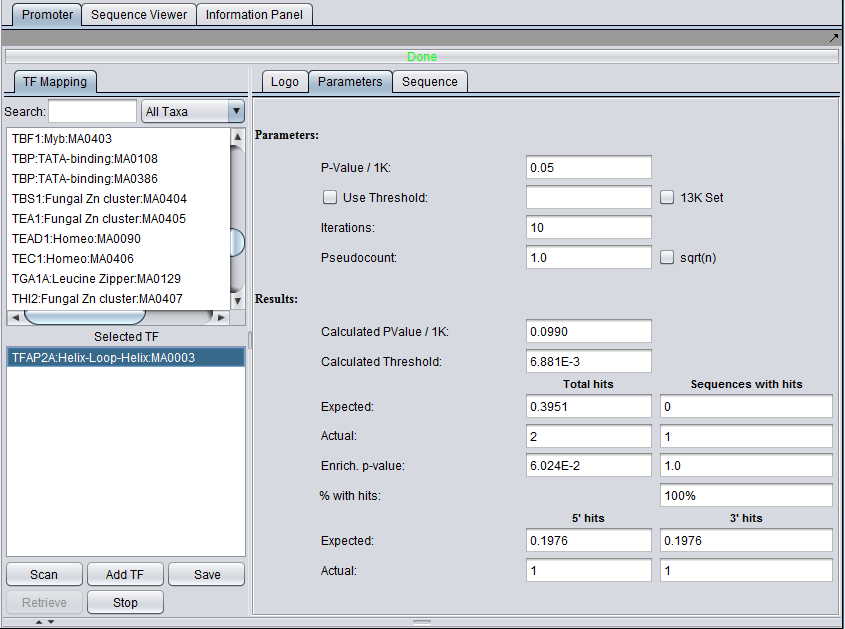 Promoter Sequence Viewer Information Panel
Done
TF Mapping
Search: All Taxa
TBF1:Myb:MA0403
TBP:TATA-binding:MA0108
TBP:TATA-binding:MA0386
TBS1:Fungal Zn cluster:MA0404
TEA1:Fungal Zn cluster:MA0405
TEAD1:Homeo:MA0090
TEC1:Homeo:MA0406
TGA1A:Leucine Zipper:MA0129
THI2:Fungal Zn cluster:MA0407
Selected TF
TFAP2A:Helix-Loop-Helix:MA0003
Scan Add TF Save
Retrieve Stop
Logo Parameters Sequence
Parameters:
P-Value / 1K: 0.05
Use Threshold: 13K Set
Iterations: 10
Pseudocount: 1.0 sqrt(n)
Results:
Calculated PValue / 1K: 0.0990
Calculated Threshold: 6.881E-3
Total hits Sequences with hits
Expected: 0.3951 0
Actual: 2 1
Enrich. p-value: 6.024E-2 1.0
% with hits: 100%
5' hits 3' hits
Expected: 0.1976 0.1976
Actual: 1 1